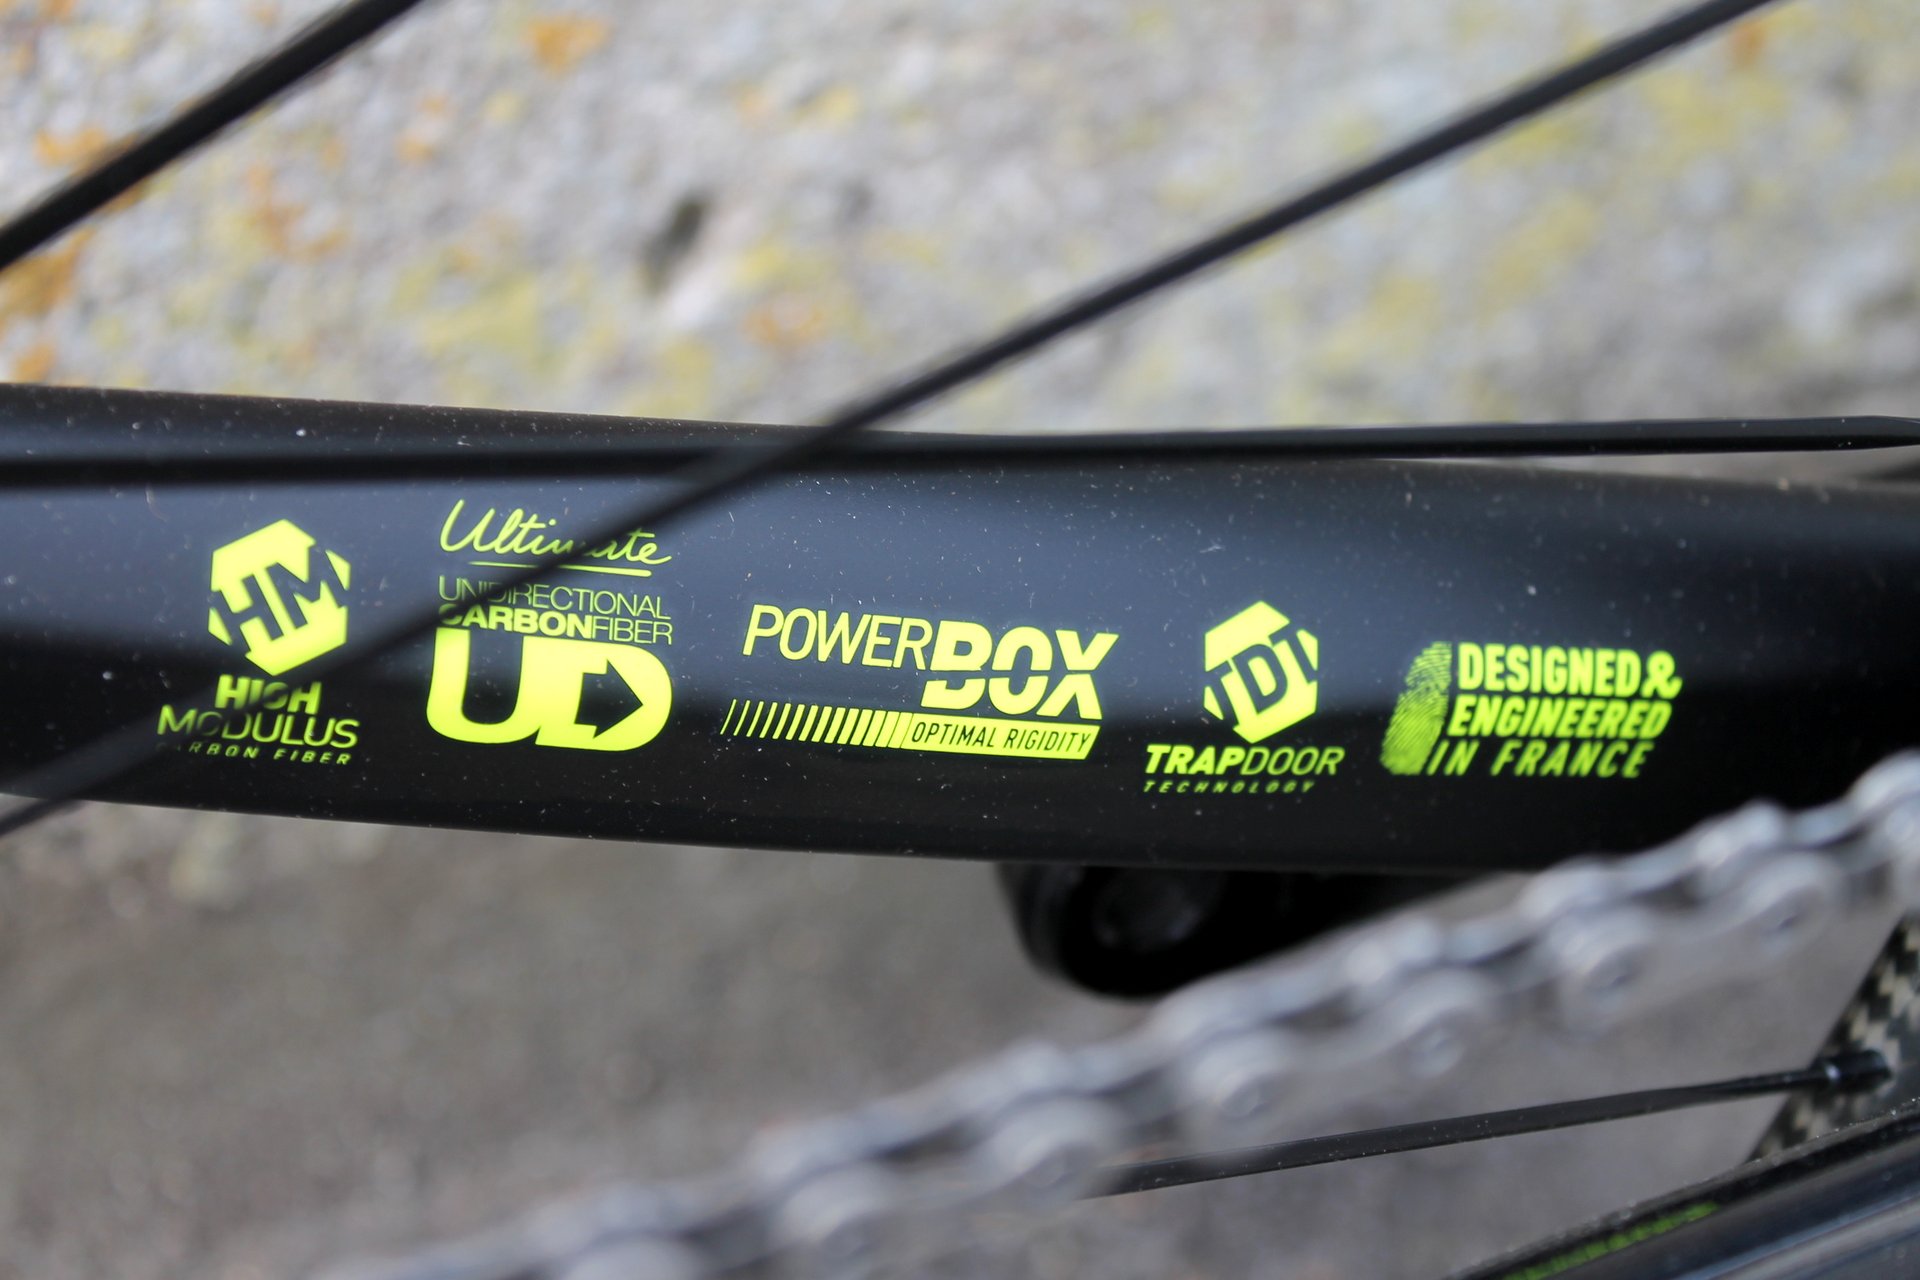 HM
HIGH
MODULUS
CARBON FIBER
Ultimate
UNIDIRECTIONAL
CARBONFIBER
UD
POWERBOX
OPTIMAL RIGIDITY
TDT
TRAPDOOR
TECHNOLOGY
DESIGNED &
ENGINEERED
IN FRANCE